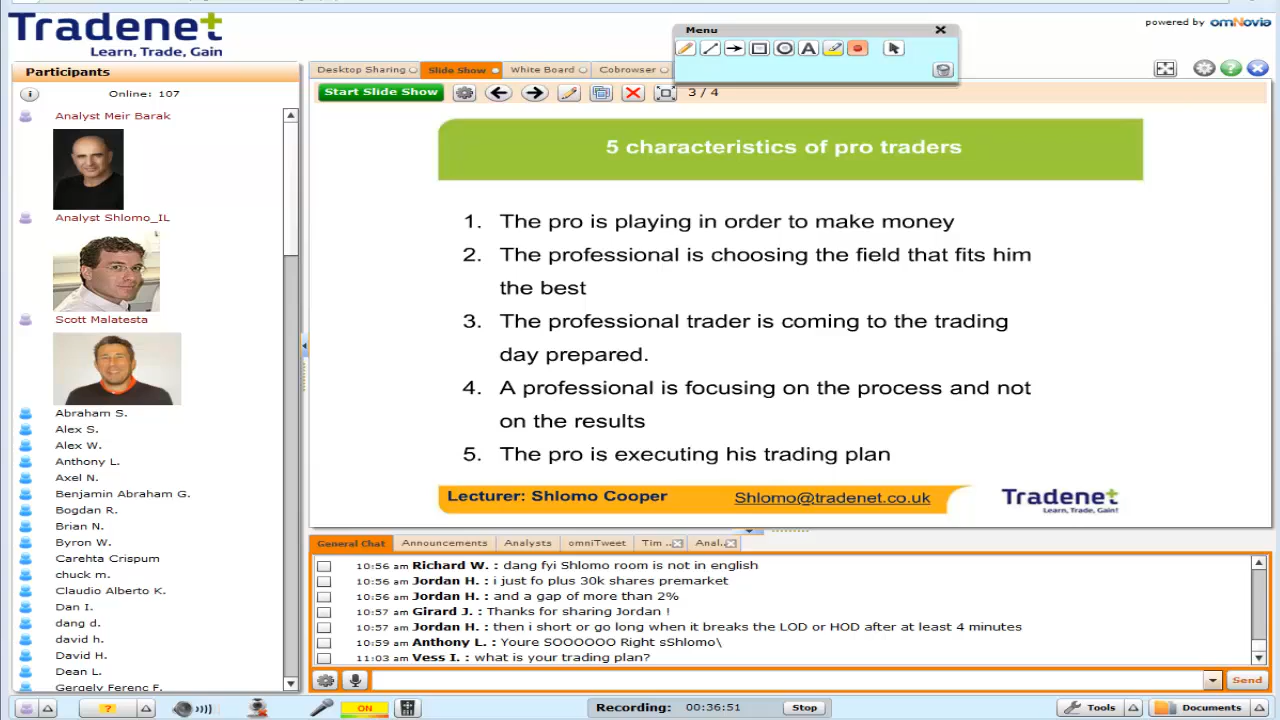 Tradenet
Learn, Trade, Gain
powered by omNovia
Menu
Participants
Online: 107
Desktop Sharing
Slide Show
White Board
Cobrowser
Start Slide Show
3 / 4
Analyst Meir Barak
Analyst Shlomo_IL
Scott Malatesta
Abraham S.
Alex S.
Alex W.
Anthony L.
Axel N.
Benjamin Abraham G.
Bogdan R.
Brian N.
Byron W.
Carehta Crispum
chuck m.
Claudio Alberto K.
Dan I.
dang d.
david h.
David H.
Dean L.
Gergely Ferenc F.
5 characteristics of pro traders
1. The pro is playing in order to make money
2. The professional is choosing the field that fits him
the best
3. The professional trader is coming to the trading
day prepared.
4. A professional is focusing on the process and not
on the results
5. The pro is executing his trading plan
Lecturer: Shlomo Cooper
Shlomo@tradenet.co.uk
Tradenet
Learn, Trade, Gain!
General Chat
Announcements
Analysts
omniTweet
Tim ..
Anal..
10:56 am Richard W. : dang fyi Shlomo room is not in english
10:56 am Jordan H. : i just fo plus 30k shares premarket
10:56 am Jordan H. : and a gap of more than 2%
10:57 am Girard J. : Thanks for sharing Jordan !
10:57 am Jordan H. : then i short or go long when it breaks the LOD or HOD after at least 4 minutes
10:59 am Anthony L. : Youre SOOOOOO Right sShlomo\
11:03 am Vess I. : what is your trading plan?
Send
ON
Recording: 00:36:51
Stop
Tools
Documents